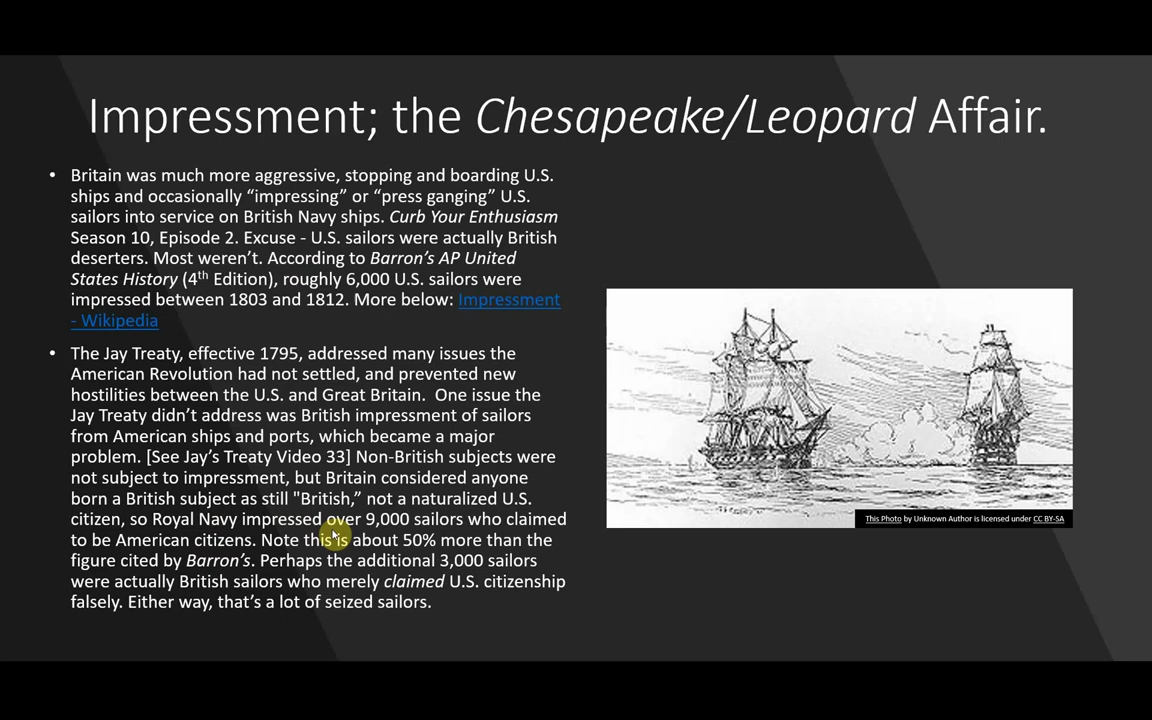 Impressment; the Chesapeake/Leopard Affair.
• Britain was much more aggressive, stopping and boarding U.S.
ships and occasionally “impressing” or “press ganging” U.S.
sailors into service on British Navy ships. Curb Your Enthusiasm
Season 10, Episode 2. Excuse - U.S. sailors were actually British
deserters. Most weren’t. According to Barron’s AP United
States History (4th Edition), roughly 6,000 U.S. sailors were
impressed between 1803 and 1812. More below: Impressment
- Wikipedia
• The Jay Treaty, effective 1795, addressed many issues the
American Revolution had not settled, and prevented new
hostilities between the U.S. and Great Britain.  One issue the
Jay Treaty didn’t address was British impressment of sailors
from American ships and ports, which became a major
problem. [See Jay’s Treaty Video 33] Non-British subjects were
not subject to impressment, but Britain considered anyone
born a British subject as still "British,” not a naturalized U.S.
citizen, so Royal Navy impressed over 9,000 sailors who claimed
to be American citizens. Note this is about 50% more than the
figure cited by Barron’s. Perhaps the additional 3,000 sailors
were actually British sailors who merely claimed U.S. citizenship
falsely. Either way, that’s a lot of seized sailors.
This Photo by Unknown Author is licensed under CC BY-SA